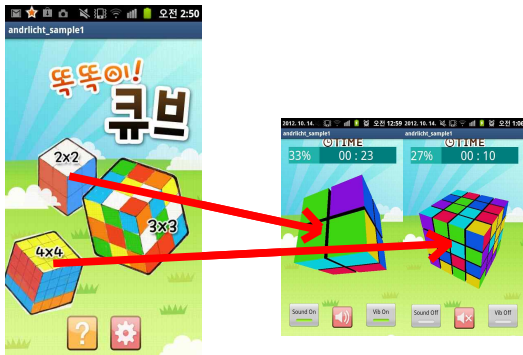 오전 2:50
andrlicht_sample1
똑똑이!
큐브
2x2
3x3
4x4
?
2012. 10. 14. 오전 12:59
andrlicht_sample1
TIME
33% 00 : 23
Sound On
Vib On
2012. 10. 14. 오전 1:06
andrlicht_sample1
TIME
27% 00 : 10
Sound Off
Vib Off